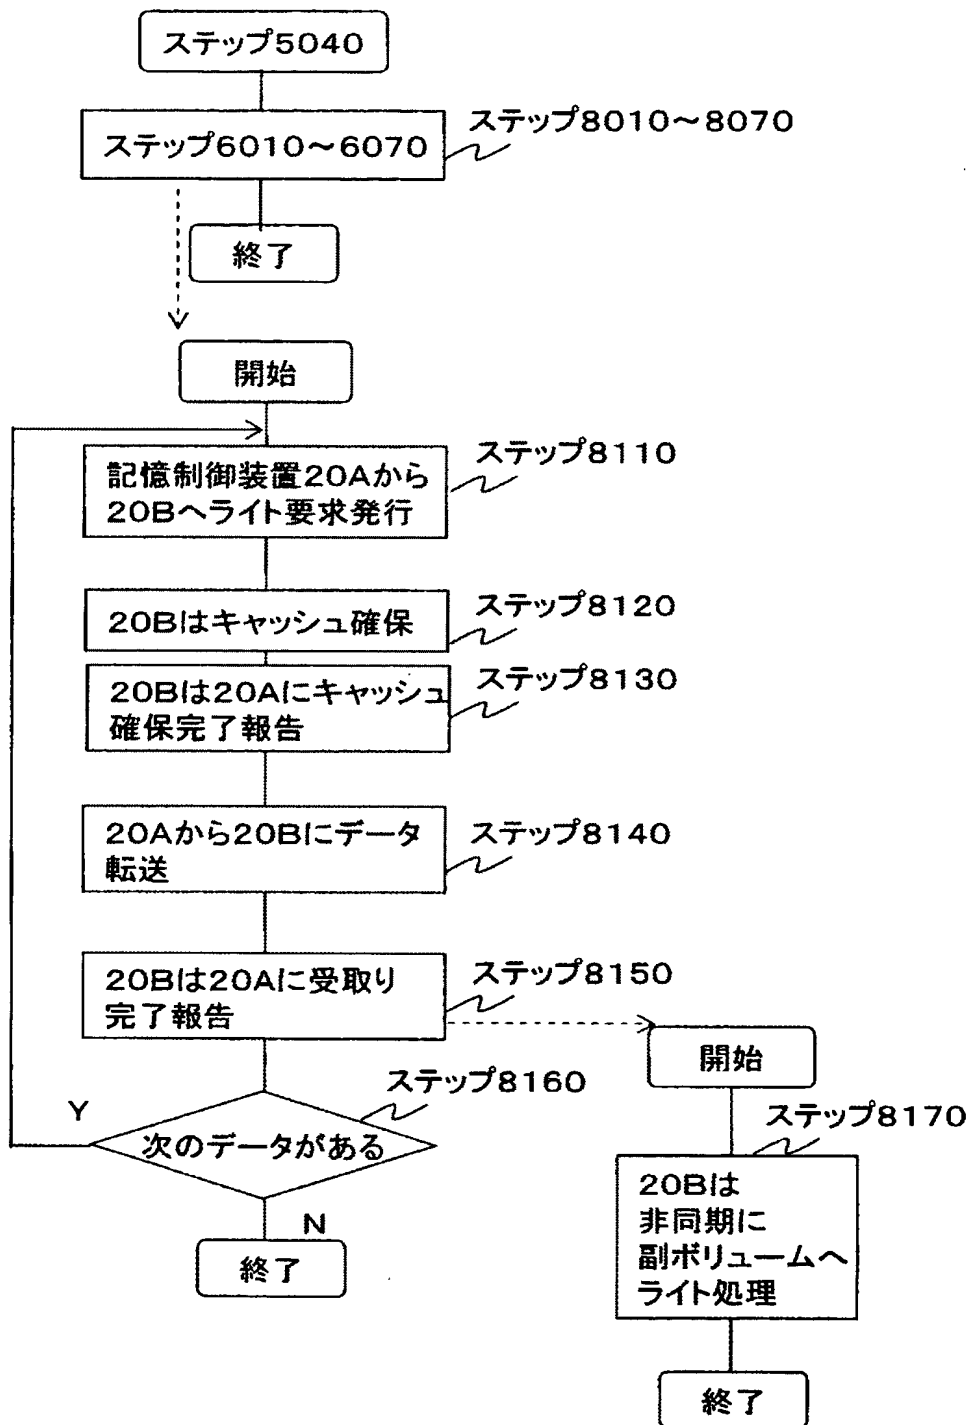 ステップ5040
ステップ6010～6070
ステップ8010～8070
終了
開始
記憶制御装置20Aから
20Bへライト要求発行
ステップ8110
20Bはキャッシュ確保
ステップ8120
20Bは20Aにキャッシュ
確保完了報告
ステップ8130
20Aから20Bにデータ
転送
ステップ8140
20Bは20Aに受取り
完了報告
ステップ8150
ステップ8160
Y
次のデータがある
N
終了
開始
ステップ8170
20Bは
非同期に
副ボリュームへ
ライト処理
終了